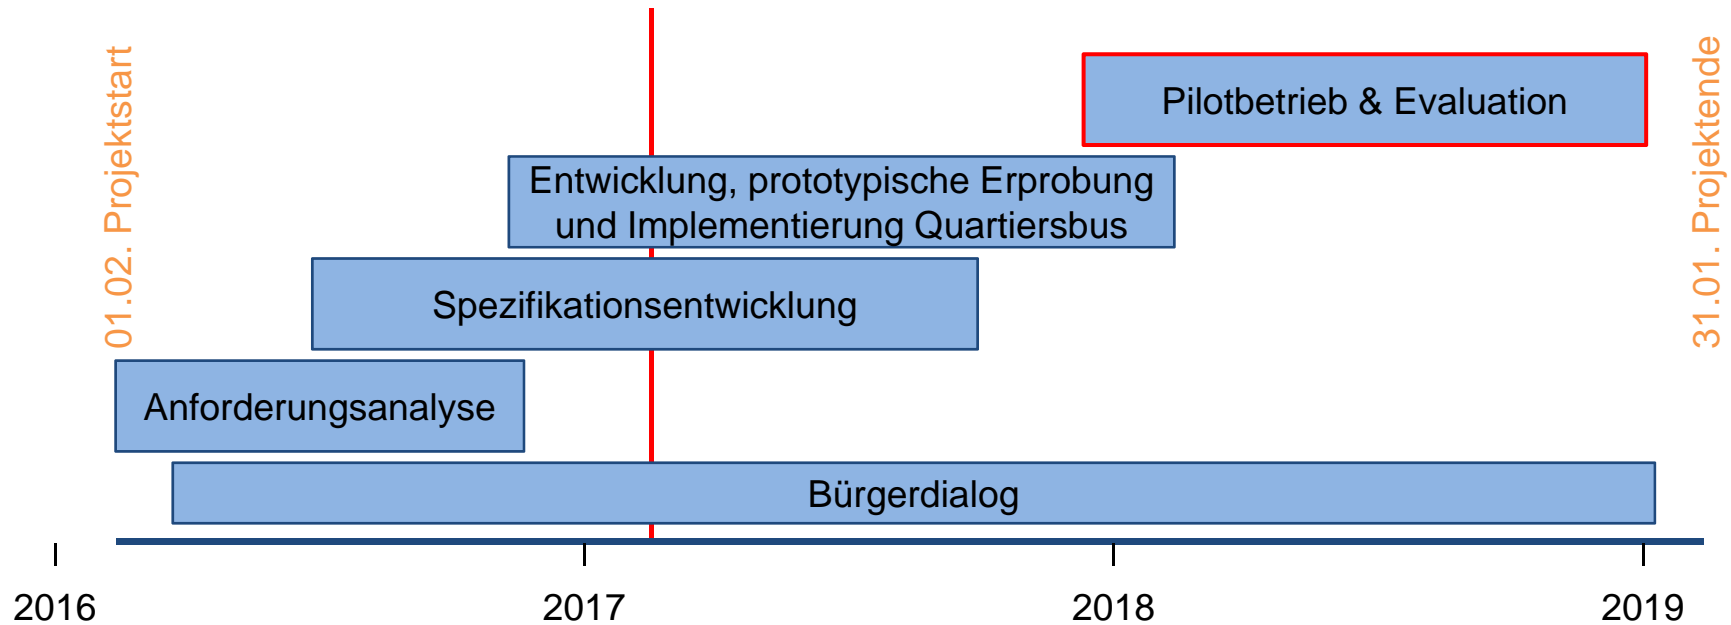 01.02. Projektstart
31.01. Projektende
Pilotbetrieb & Evaluation
Entwicklung, prototypische Erprobung
und Implementierung Quartiersbus
Spezifikationsentwicklung
Anforderungsanalyse
Bürgerdialog
2016
2017
2018
2019